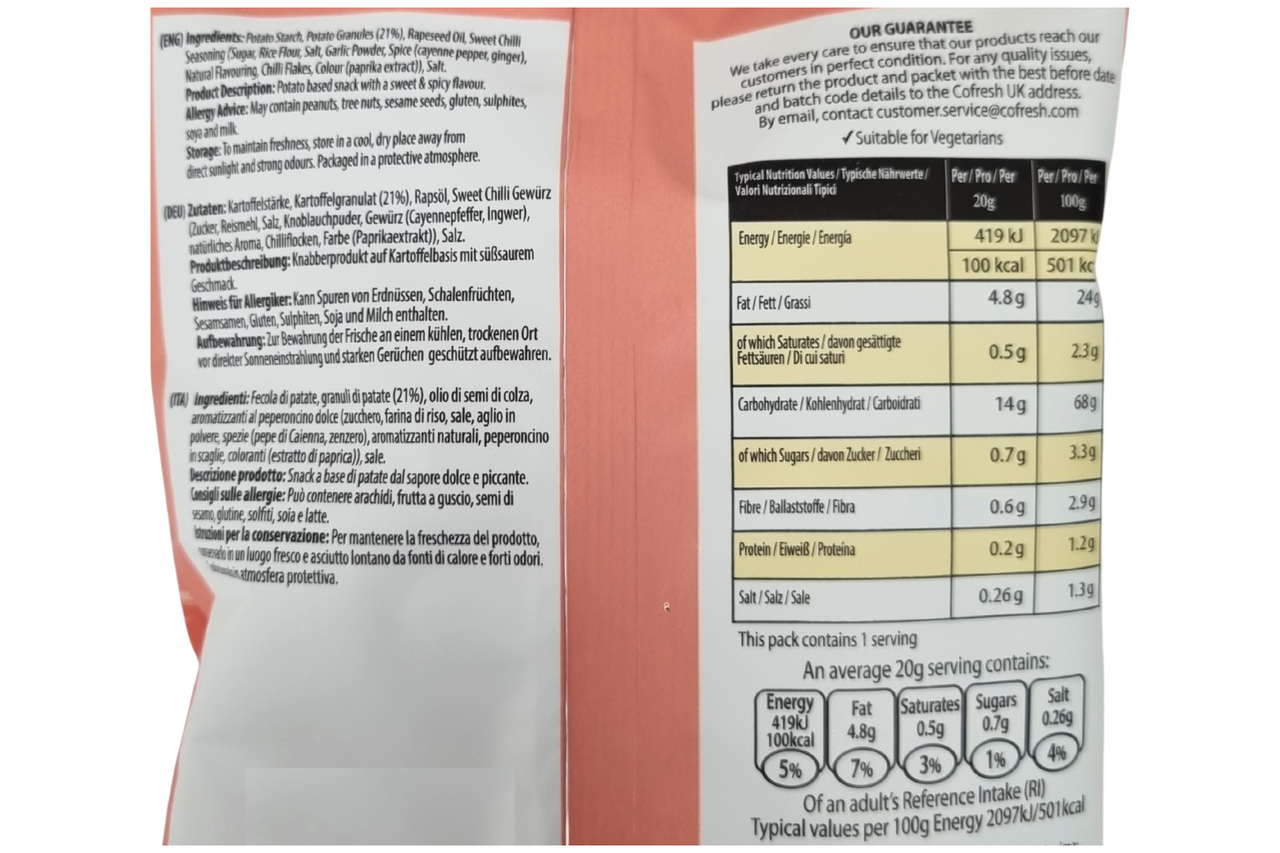 (ENG) Ingredients: Potato Starch, Potato Granules (21%), Rapeseed Oil, Sweet Chilli
Seasoning (Sugar, Rice Flour, Salt, Garlic Powder, Spice (cayenne pepper, ginger),
Natural Flavouring, Chilli Flakes, Colour (paprika extract)), Salt.
Product Description: Potato based snack with a sweet & spicy flavour.
Allergy Advice: May contain peanuts, tree nuts, sesame seeds, gluten, sulphites,
soya and milk.
Storage: To maintain freshness, store in a cool, dry place away from
direct sunlight and strong odours. Packaged in a protective atmosphere.
(DEU) Zutaten: Kartoffelstärke, Kartoffelgranulat (21%), Rapsöl, Sweet Chilli Gewürz
(Zucker, Reismehl, Salz, Knoblauchpuder, Gewürz (Cayennepfeffer, Ingwer),
natürliches Aroma, Chilliflocken, Farbe (Paprikaextrakt)), Salz.
Produktbeschreibung: Knabberprodukt auf Kartoffelbasis mit süßsaurem
Geschmack.
Hinweis für Allergiker: Kann Spuren von Erdnüssen, Schalenfrüchten,
Sesamsamen, Gluten, Sulphiten, Soja und Milch enthalten.
Aufbewahrung: Zur Bewahrung der Frische an einem kühlen, trockenen Ort
vor direkter Sonneneinstrahlung und starken Gerüchen geschützt aufbewahren.
(ITA) Ingredienti: Fecola di patate, granuli di patate (21%), olio di semi di colza,
aromatizzanti al peperoncino dolce (zucchero, farina di riso, sale, aglio in
polvere, spezie (pepe di Caienna, zenzero), aromatizzanti naturali, peperoncino
in scaglie, coloranti (estratto di paprica)), sale.
Descrizione prodotto: Snack a base di patate dal sapore dolce e piccante.
Consigli sulle allergie: Può contenere arachidi, frutta a guscio, semi di
sesamo, glutine, solfiti, soia e latte.
Istruzioni per la conservazione: Per mantenere la freschezza del prodotto,
in un luogo fresco e asciutto lontano da fonti di calore e forti odori.
atmosfera protettiva.
OUR GUARANTEE
We take every care to ensure that our products reach our
customers in perfect condition. For any quality issues,
please return the product and packet with the best before date
and batch code details to the Cofresh UK address.
By email, contact customer.service@cofresh.com
✓ Suitable for Vegetarians
Typical Nutrition Values / Typische Nährwerte / Per / Pro / Per Per / Pro / Per
Valori Nutrizionali Tipici 20g 100g
Energy / Energie / Energía 419 kJ 2097 k
100 kcal 501 kc
Fat / Fett / Grassi 4.8 g 24g
of which Saturates / davon gesättigte
Fettsäuren / Di cui saturi 0.5 g 2.3g
Carbohydrate / Kohlenhydrat / Carboidrati 14 g 68g
of which Sugars / davon Zucker / Zuccheri 0.7 g 3.3g
Fibre / Ballaststoffe / Fibra 0.6 g 2.9g
Protein / Eiweiß / Proteína 0.2 g 1.2g
Salt / Salz / Sale 0.26 g 1.3g
This pack contains 1 serving
An average 20g serving contains:
Energy Fat Saturates Sugars Salt
419kJ 4.8g 0.5g 0.7g 0.26g
100kcal
5% 7% 3% 1% 4%
Of an adult's Reference Intake (RI)
Typical values per 100g Energy 2097kJ/501kcal